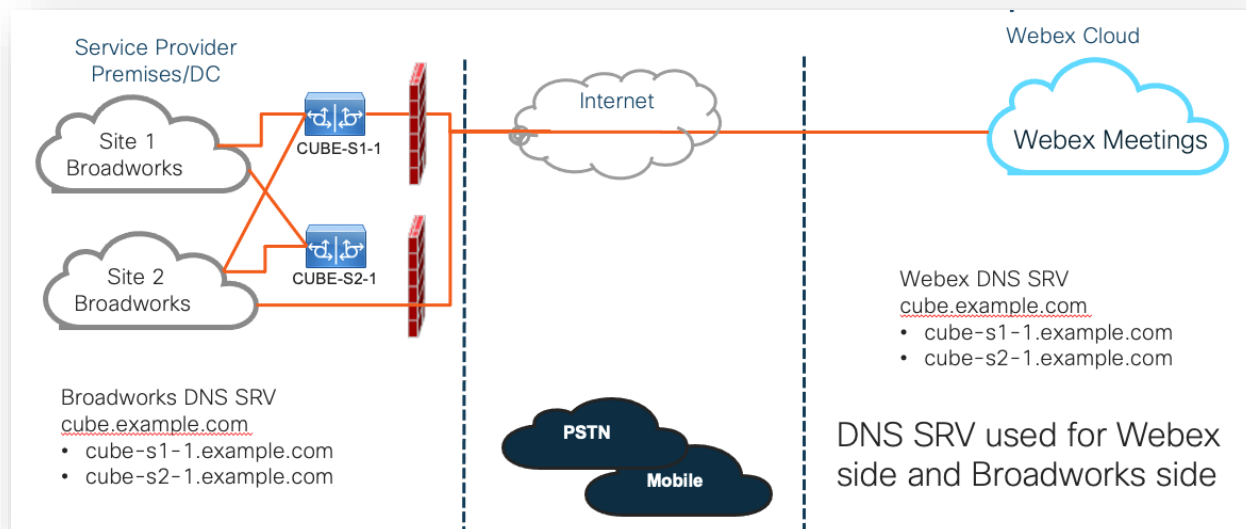 Service Provider
Premises/DC
Site 1
Broadworks
CUBE-S1-1
Site 2
Broadworks
CUBE-S2-1
Internet
Webex Cloud
Webex Meetings
Broadworks DNS SRV
cube.example.com
• cube-s1-1.example.com
• cube-s2-1.example.com
PSTN
Mobile
Webex DNS SRV
cube.example.com
• cube-s1-1.example.com
• cube-s2-1.example.com
DNS SRV used for Webex
side and Broadworks side